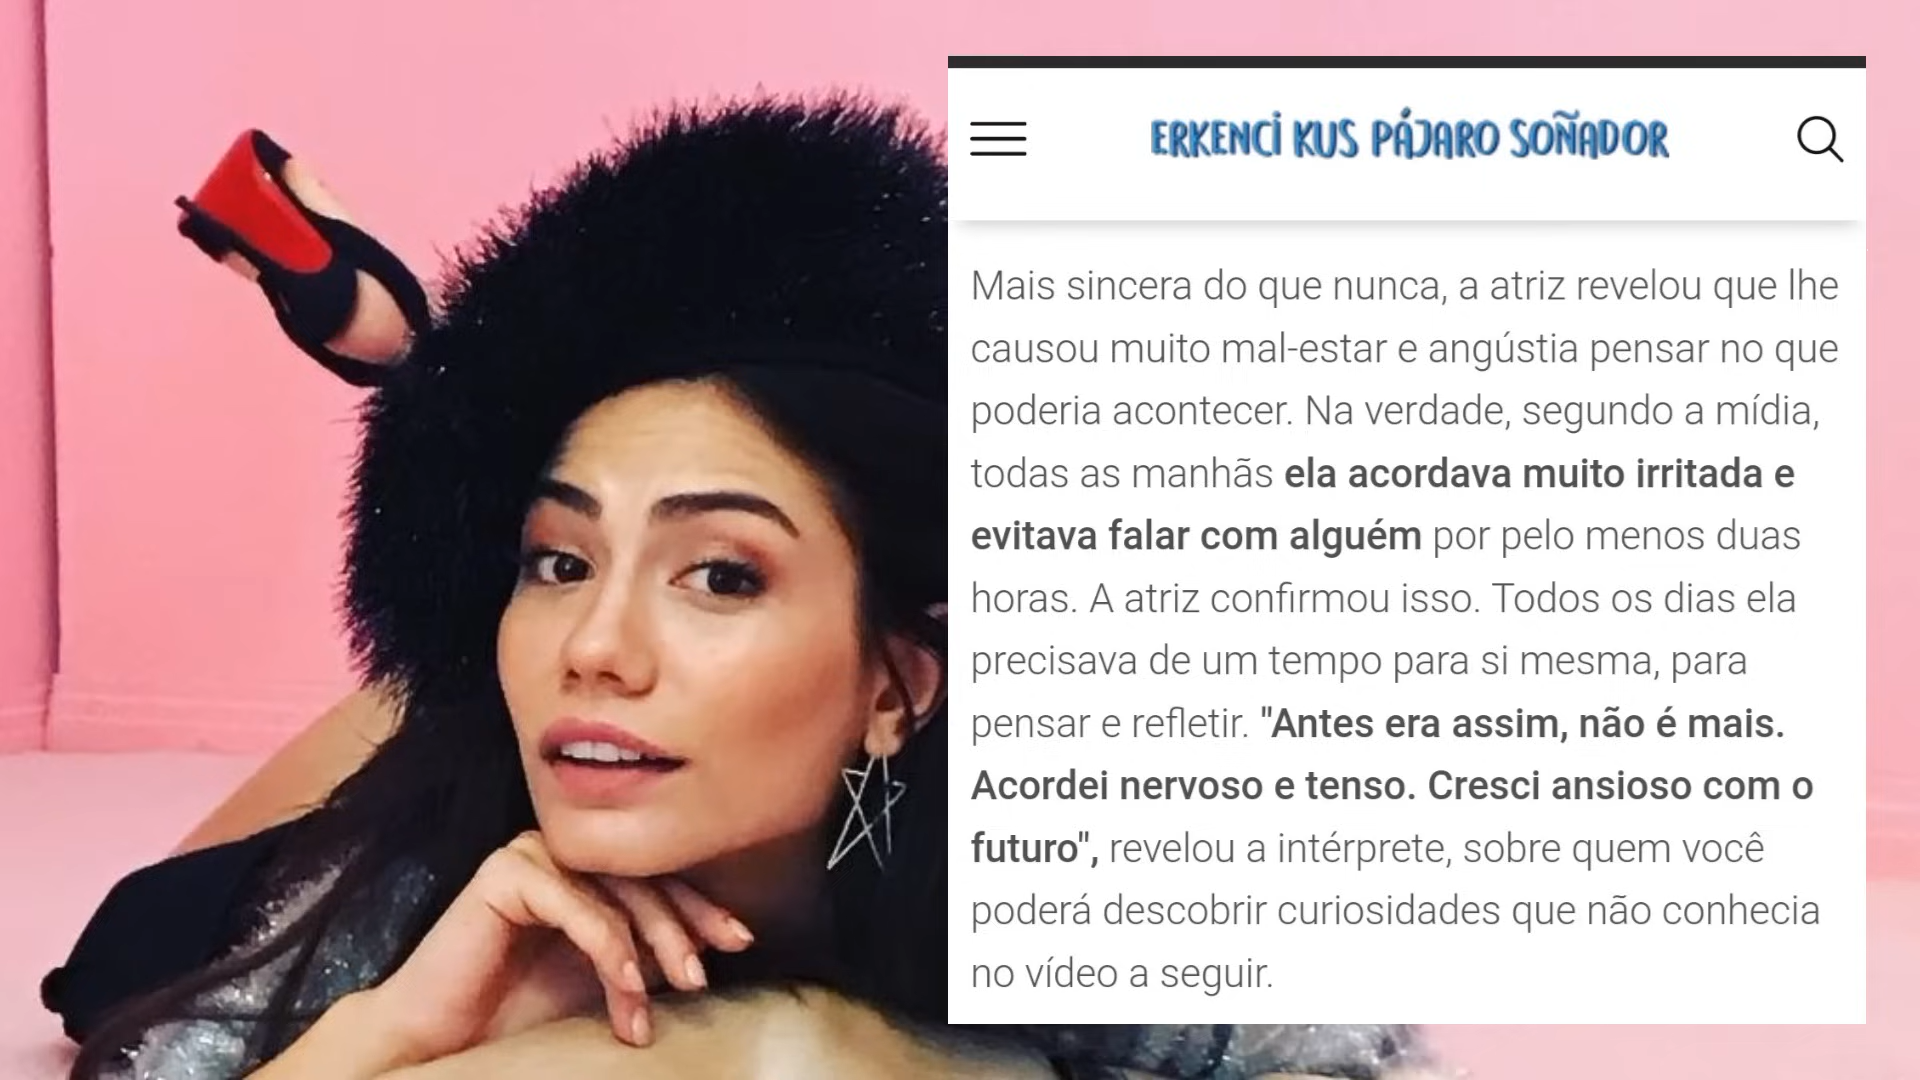 ERKENCİ KUS PÁJARO SOÑADOR
Mais sincera do que nunca, a atriz revelou que lhe
causou muito mal-estar e angústia pensar no que
poderia acontecer. Na verdade, segundo a mídia,
todas as manhãs ela acordava muito irritada e
evitava falar com alguém por pelo menos duas
horas. A atriz confirmou isso. Todos os dias ela
precisava de um tempo para si mesma, para
pensar e refletir. "Antes era assim, não é mais.
Acordei nervoso e tenso. Cresci ansioso com o
futuro", revelou a intérprete, sobre quem você
poderá descobrir curiosidades que não conhecia
no vídeo a seguir.